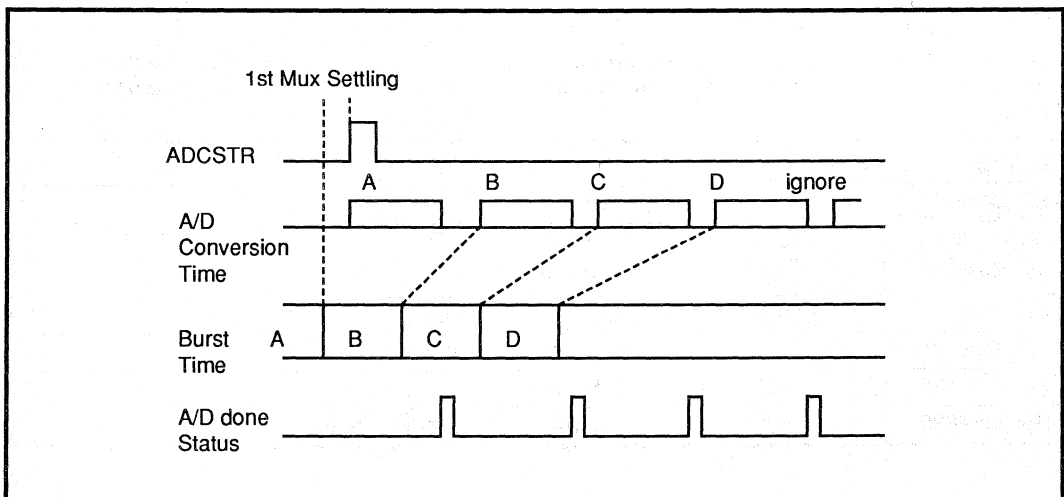 1st Mux Settling
ADCSTR
A B C D ignore
A/D
Conversion
Time
Burst
Time
A B C D
A/D done
Status